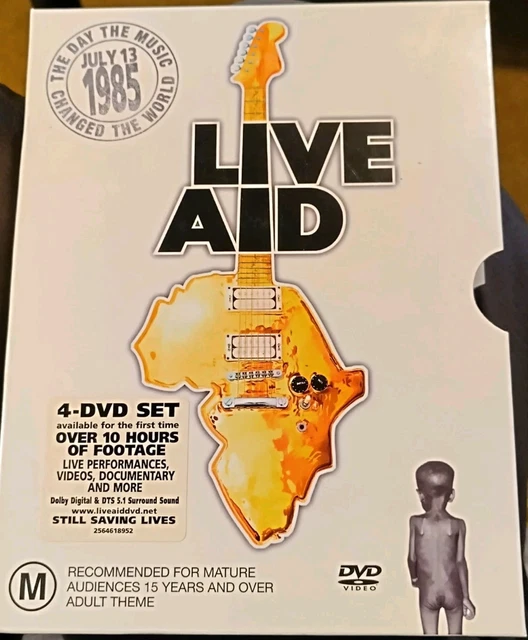 THE DAY THE MUSIC
JULY 13
1985
CHANGED THE WORLD
LIVE
AID
4-DVD SET
available for the first time
OVER 10 HOURS
OF FOOTAGE
LIVE PERFORMANCES,
VIDEOS, DOCUMENTARY
AND MORE
Dolby Digital & DTS 5.1 Surround Sound
www.liveaiddvd.net
STILL SAVING LIVES
2564618952
M
RECOMMENDED FOR MATURE
AUDIENCES 15 YEARS AND OVER
ADULT THEME
DVD
VIDEO